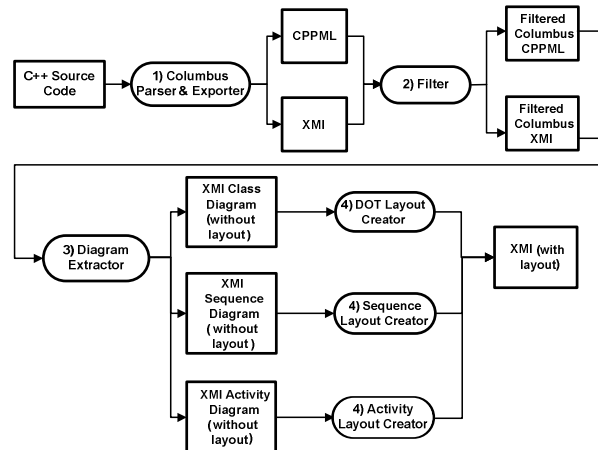 C++ Source
Code
1) Columbus
Parser & Exporter
CPPML
XMI
2) Filter
Filtered
Columbus
CPPML
Filtered
Columbus
XMI
3) Diagram
Extractor
XMI Class
Diagram
(without
layout)
4) DOT Layout
Creator
XMI
Sequence
Diagram
(without
layout)
4) Sequence
Layout Creator
XMI Activity
Diagram
(without
layout)
4) Activity
Layout Creator
XMI (with
layout)